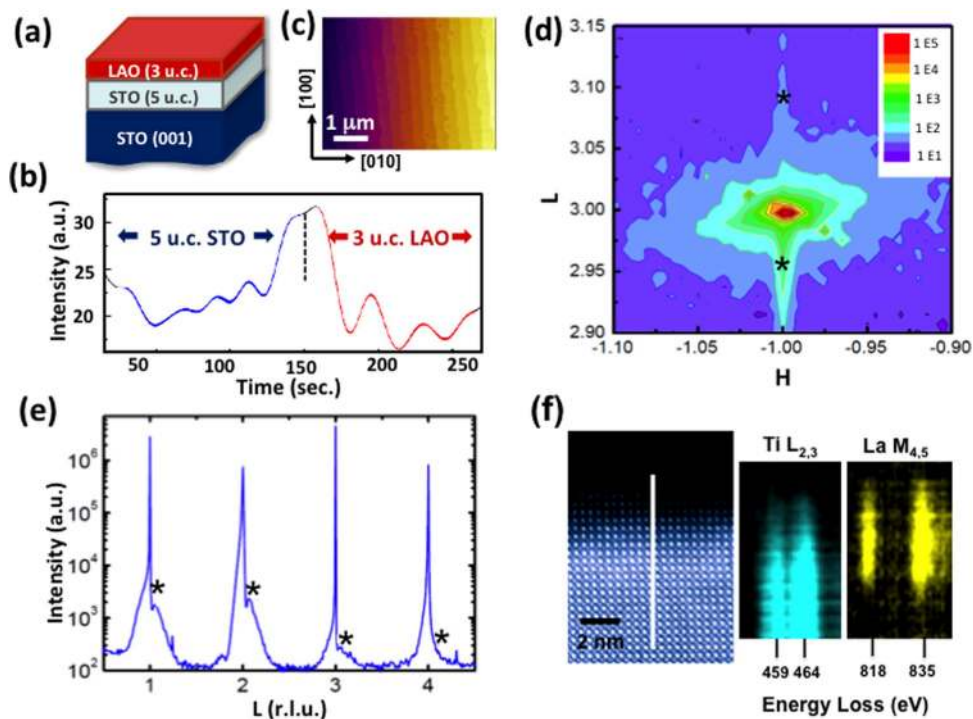 (a)
LAO (3 u.c.)
STO (5 u.c.)
STO (001)
(c)
[100]
1 μm
[010]
(b)
Intensity (a.u.)
30
25
20
5 u.c. STO
3 u.c. LAO
50
100
150
200
250
Time (sec.)
(d)
L
3.15
3.10
3.05
3.00
2.95
2.90
*
*
1 E5
1 E4
1 E3
1 E2
1 E1
-1.10
-1.05
-1.00
-0.95
-0.90
H
(e)
Intensity (a.u.)
10^6
10^5
10^4
10^3
10^2
*
*
*
*
1
2
3
4
L (r.l.u.)
(f)
2 nm
Ti L2,3
La M4,5
459
464
818
835
Energy Loss (eV)